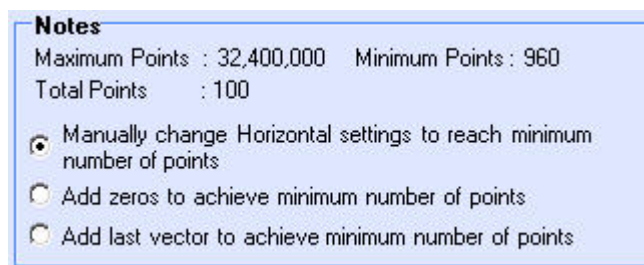 Notes
Maximum Points : 32,400,000 Minimum Points : 960
Total Points : 100
Manually change Horizontal settings to reach minimum
number of points
Add zeros to achieve minimum number of points
Add last vector to achieve minimum number of points